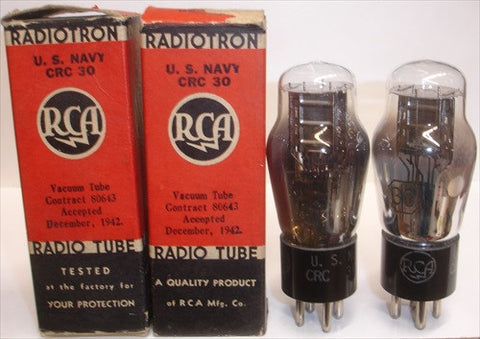 RADIOTRON
U. S. NAVY
CRC 30
RCA
Vacuum Tube
Contract 80643
Accepted
December, 1942.
RADIO TUBE
TESTED
at the factory for
YOUR PROTECTION
RADIOTRON
U. S. NAVY
CRC 30
RCA
Vacuum Tube
Contract 80643
Accepted
December, 1942.
RADIO TUBE
A QUALITY PRODUCT
of RCA Mfg. Co.
U. S.
CRC
30
RCA